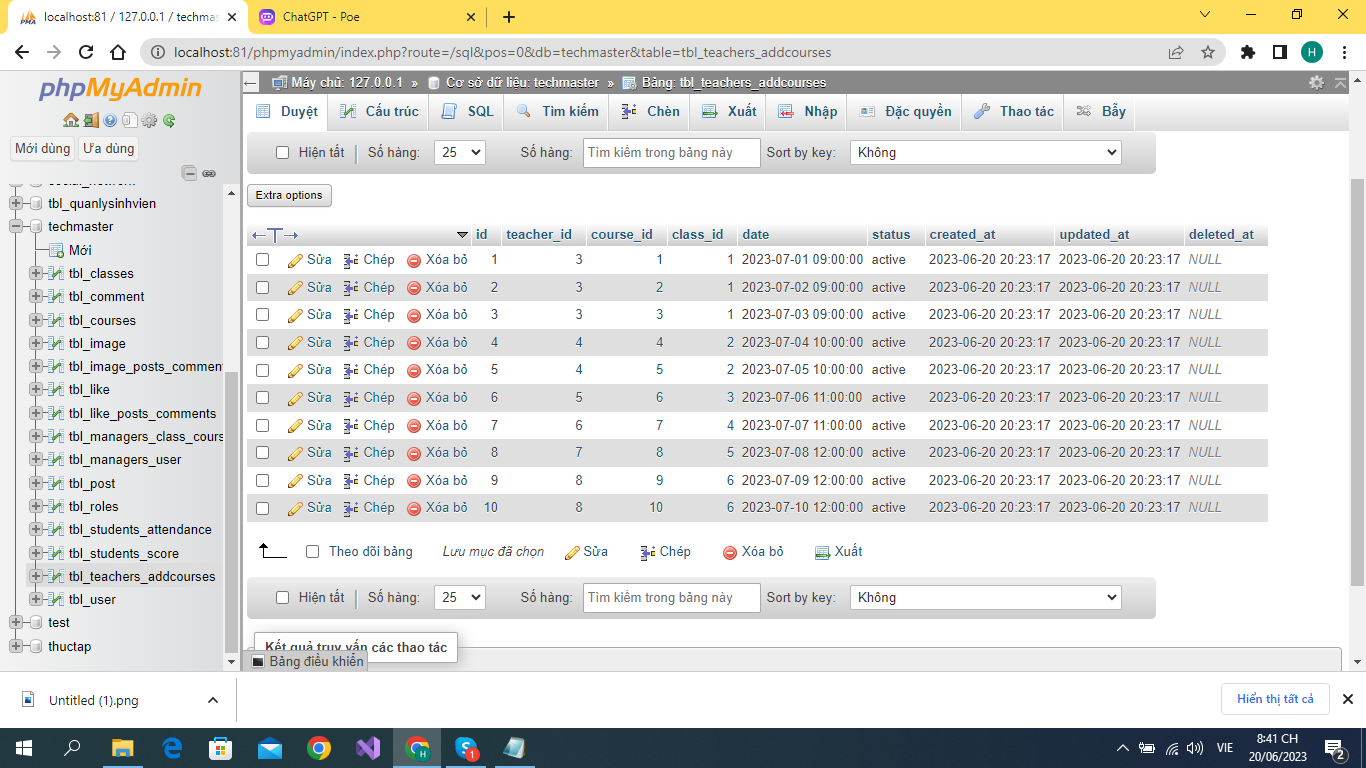 localhost:81 / 127.0.0.1 / techmas
ChatGPT - Poe
localhost:81/phpmyadmin/index.php?route=/sql&pos=0&db=techmaster&table=tbl_teachers_addcourses
H
phpMyAdmin
Mới dùng Ưa dùng
tbl_quanlysinhvien
techmaster
Mới
tbl_classes
tbl_comment
tbl_courses
tbl_image
tbl_image_posts_commen
tbl_like
tbl_like_posts_comments
tbl_managers_class_cours
tbl_managers_user
tbl_post
tbl_roles
tbl_students_attendance
tbl_students_score
tbl_teachers_addcourses
tbl_user
test
thuctap
Máy chủ: 127.0.0.1 » Cơ sở dữ liệu: techmaster » Bảng: tbl_teachers_addcourses
Duyệt Cấu trúc SQL Tìm kiếm Chèn Xuất Nhập Đặc quyền Thao tác Bẫy
Hiện tất Số hàng: 25 Số hàng: Tìm kiếm trong bảng này Sort by key: Không
Extra options
id teacher_id course_id class_id date status created_at updated_at deleted_at
Sửa Chép Xóa bỏ 1 3 1 1 2023-07-01 09:00:00 active 2023-06-20 20:23:17 2023-06-20 20:23:17 NULL
Sửa Chép Xóa bỏ 2 3 2 1 2023-07-02 09:00:00 active 2023-06-20 20:23:17 2023-06-20 20:23:17 NULL
Sửa Chép Xóa bỏ 3 3 3 1 2023-07-03 09:00:00 active 2023-06-20 20:23:17 2023-06-20 20:23:17 NULL
Sửa Chép Xóa bỏ 4 4 4 2 2023-07-04 10:00:00 active 2023-06-20 20:23:17 2023-06-20 20:23:17 NULL
Sửa Chép Xóa bỏ 5 4 5 2 2023-07-05 10:00:00 active 2023-06-20 20:23:17 2023-06-20 20:23:17 NULL
Sửa Chép Xóa bỏ 6 5 6 3 2023-07-06 11:00:00 active 2023-06-20 20:23:17 2023-06-20 20:23:17 NULL
Sửa Chép Xóa bỏ 7 6 7 4 2023-07-07 11:00:00 active 2023-06-20 20:23:17 2023-06-20 20:23:17 NULL
Sửa Chép Xóa bỏ 8 7 8 5 2023-07-08 12:00:00 active 2023-06-20 20:23:17 2023-06-20 20:23:17 NULL
Sửa Chép Xóa bỏ 9 8 9 6 2023-07-09 12:00:00 active 2023-06-20 20:23:17 2023-06-20 20:23:17 NULL
Sửa Chép Xóa bỏ 10 8 10 6 2023-07-10 12:00:00 active 2023-06-20 20:23:17 2023-06-20 20:23:17 NULL
Theo dõi bảng Lưu mục đã chọn Sửa Chép Xóa bỏ Xuất
Hiện tất Số hàng: 25 Số hàng: Tìm kiếm trong bảng này Sort by key: Không
Kết quả truy vấn các thao tác
Bảng điều khiển
Untitled (1).png
Hiển thị tất cả
1
VIE
8:41 CH
20/06/2023
2